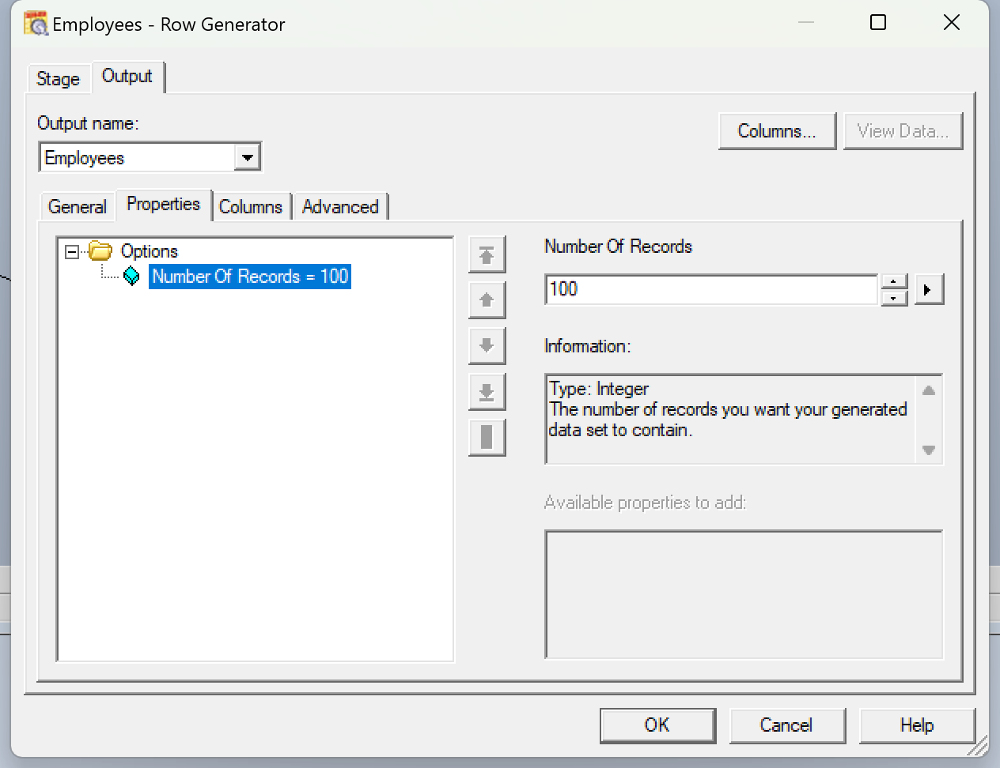 Employees - Row Generator
Stage
Output
Output name:
Employees
Columns...
View Data...
General
Properties
Columns
Advanced
Options
Number Of Records = 100
Number Of Records
100
Information:
Type: Integer
The number of records you want your generated
data set to contain.
Available properties to add:
OK
Cancel
Help